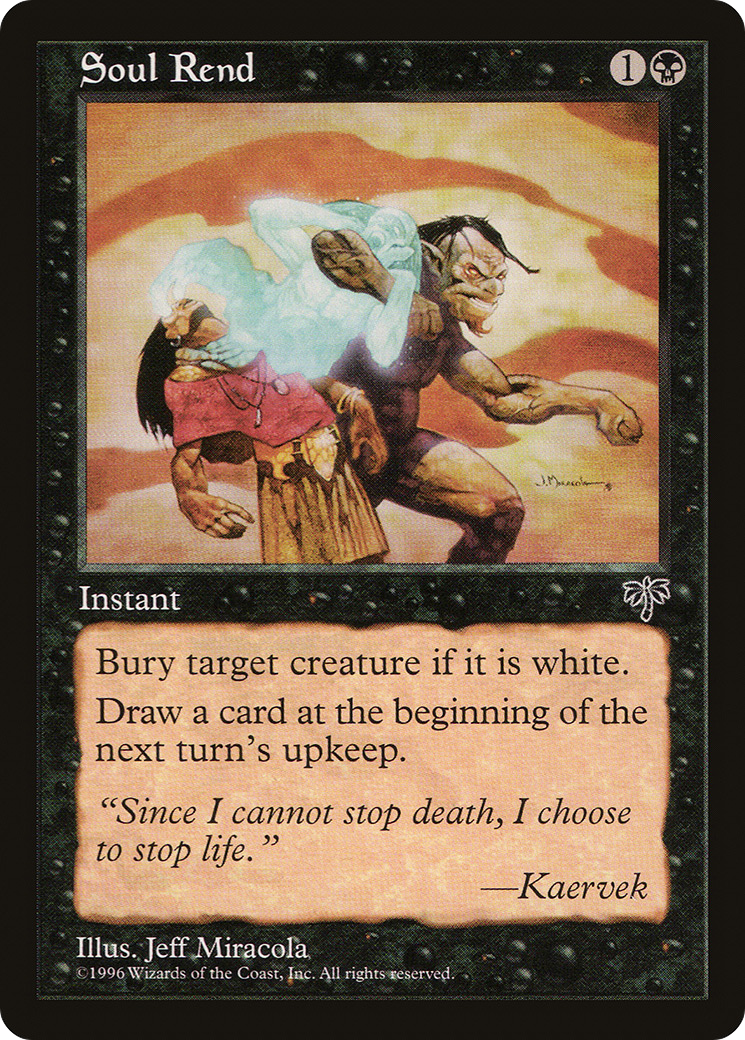 Soul Rend
1
J. Miracola
Instant
Bury target creature if it is white.
Draw a card at the beginning of the
next turn's upkeep.
"Since I cannot stop death, I choose
to stop life."
—Kaervek
Illus. Jeff Miracola
©1996 Wizards of the Coast, Inc. All rights reserved.